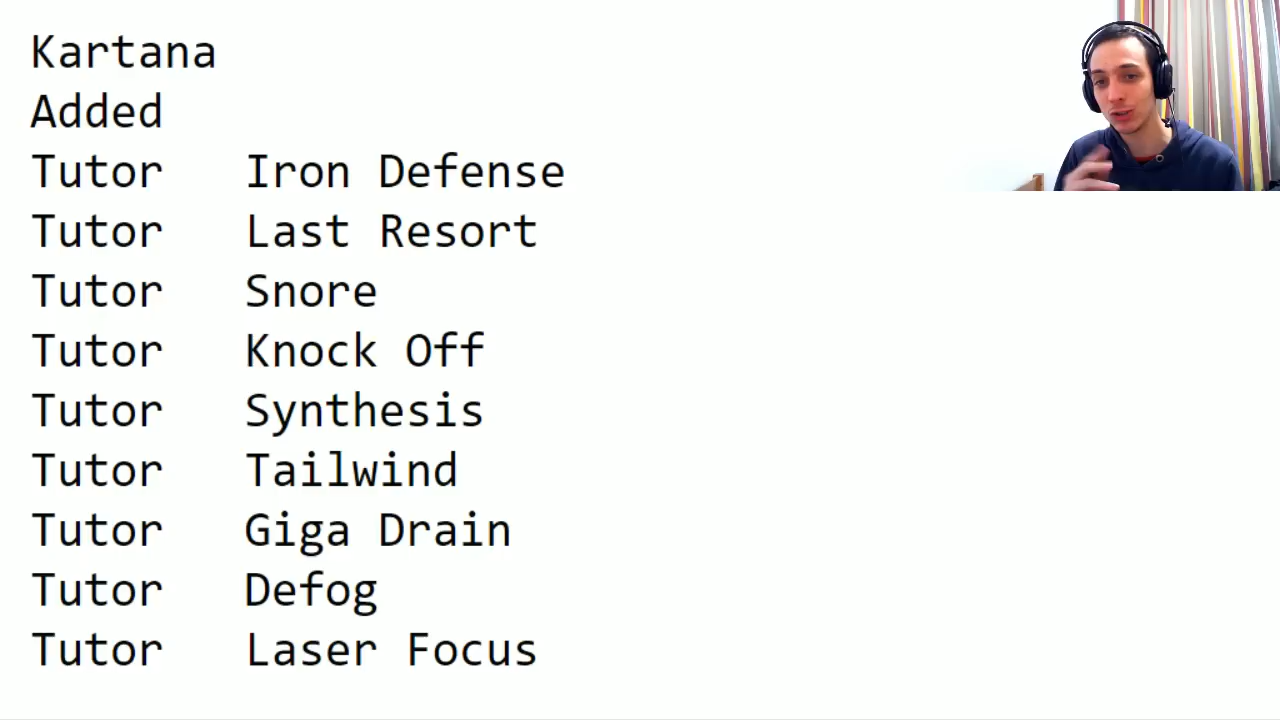 Kartana
Added
Tutor Iron Defense
Tutor Last Resort
Tutor Snore
Tutor Knock Off
Tutor Synthesis
Tutor Tailwind
Tutor Giga Drain
Tutor Defog
Tutor Laser Focus